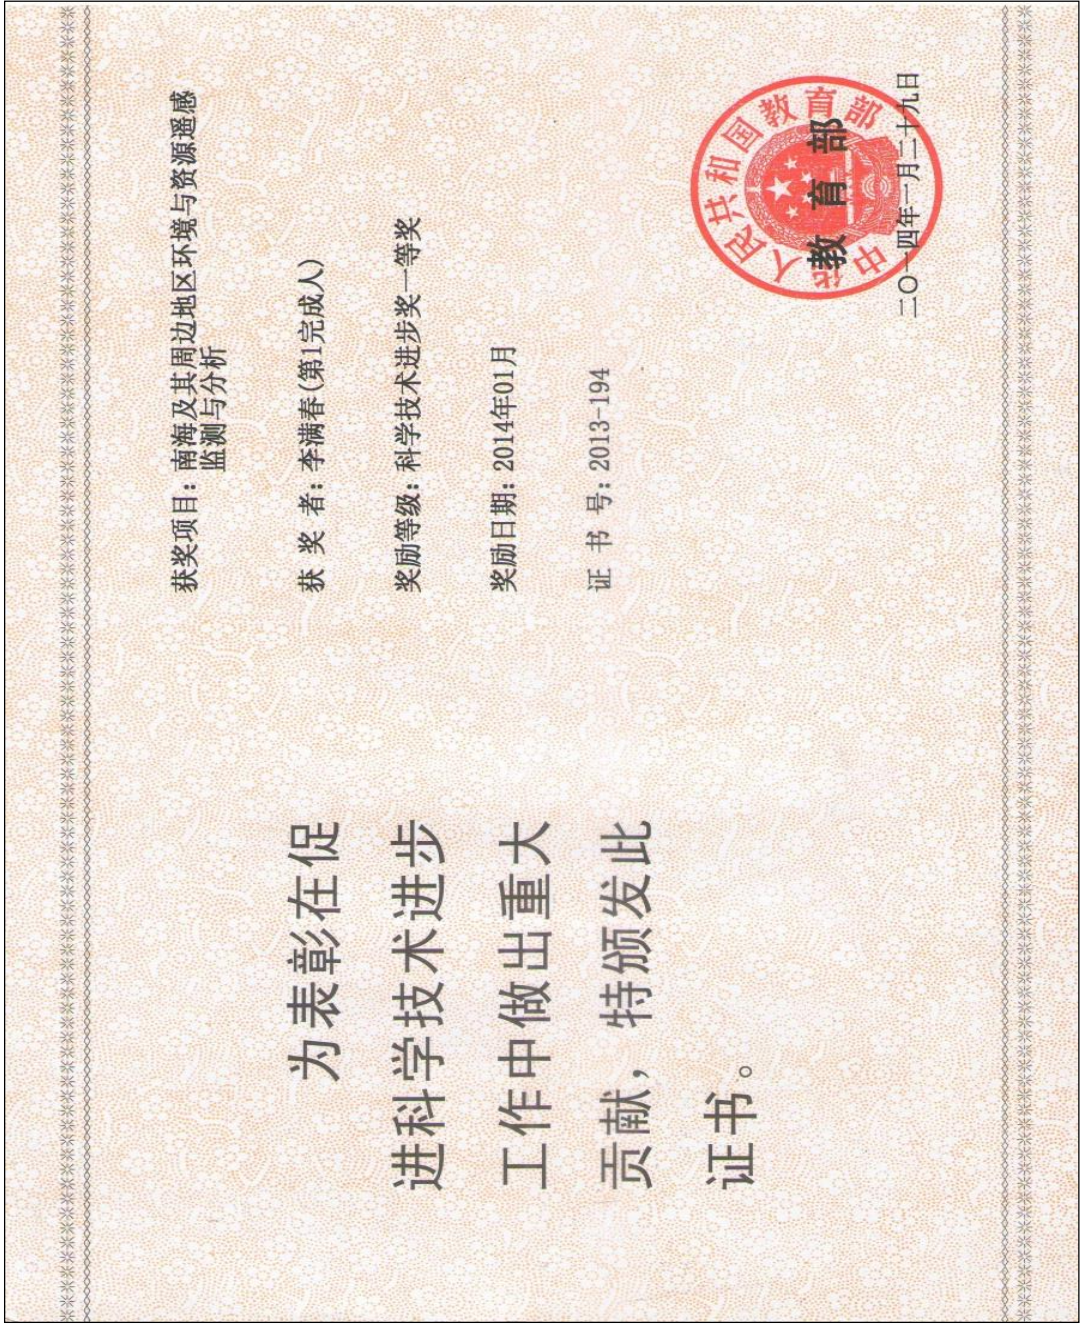 为表彰在促
进科学技术进步
工作中做出重大
贡献，特颁发此
证书。
获奖项目：南海及其周边地区环境与资源遥感
监测与分析
获 奖 者：李满春(第1完成人)
奖励等级：科学技术进步奖一等奖
奖励日期：2014年01月
证 书 号：2013-194
中华人民共和国教育部
教 育 部
二〇一四年一月二十九日